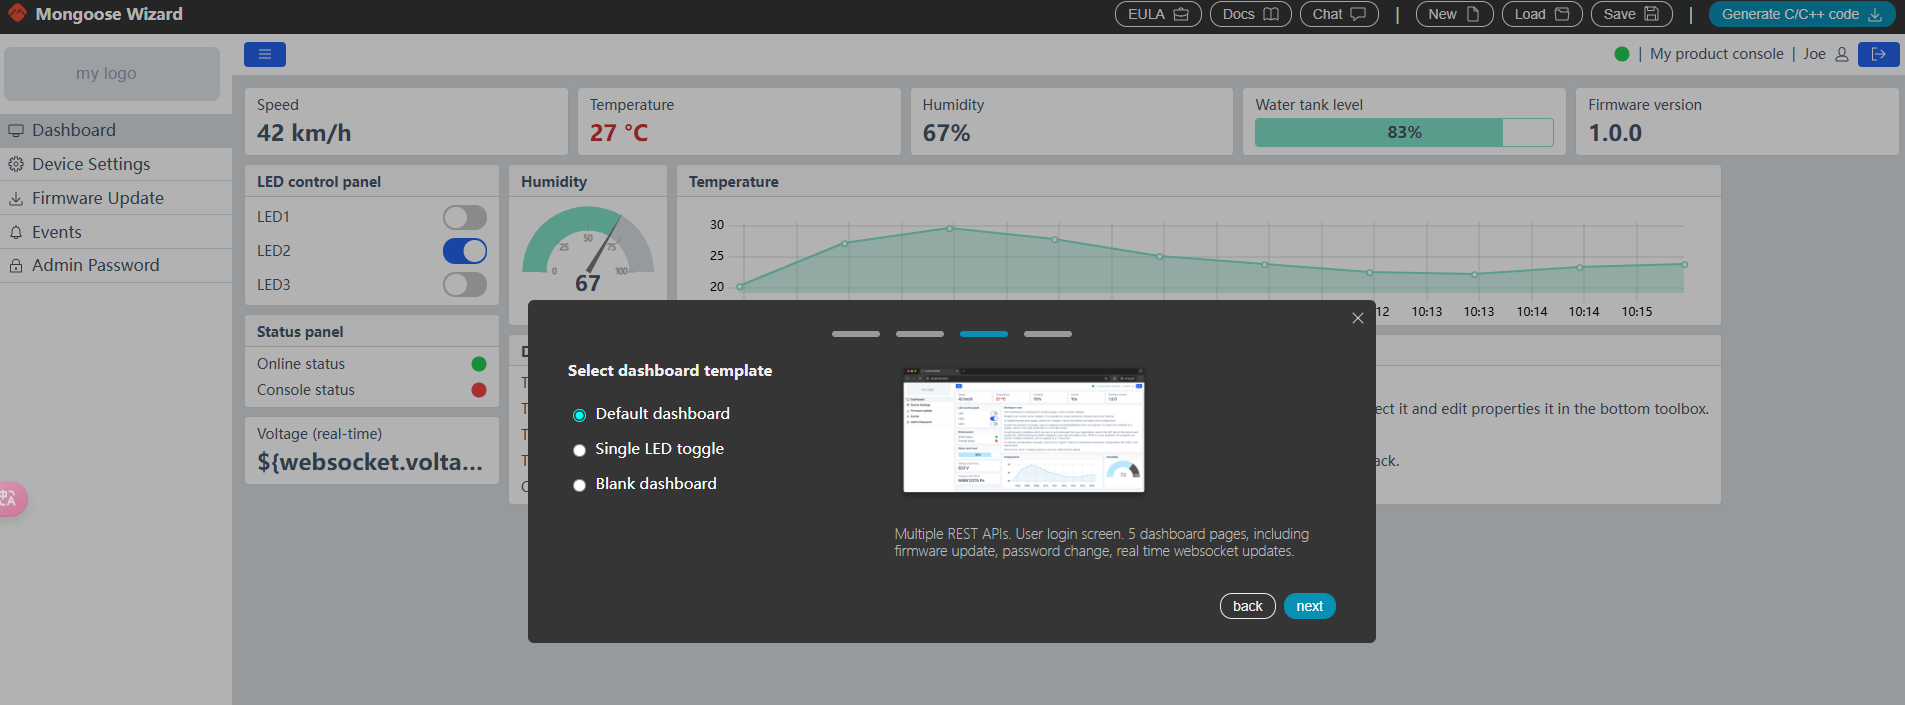 Mongoose Wizard
EULA
Docs
Chat
|
New
Load
Save
|
Generate C/C++ code
my logo
| My product console | Joe
Dashboard
Device Settings
Firmware Update
Events
Admin Password
Speed
42 km/h
Temperature
27 °C
Humidity
67%
Water tank level
83%
Firmware version
1.0.0
LED control panel
LED1
LED2
LED3
Humidity
0
25
50
75
100
67
Temperature
30
25
20
12
10:13
10:13
10:14
10:14
10:15
Status panel
Online status
Console status
Voltage (real-time)
${websocket.volta...
ect it and edit properties it in the bottom toolbox.
ack.
Select dashboard template
Default dashboard
Single LED toggle
Blank dashboard
Multiple REST APIs. User login screen. 5 dashboard pages, including
firmware update, password change, real time websocket updates.
back
next